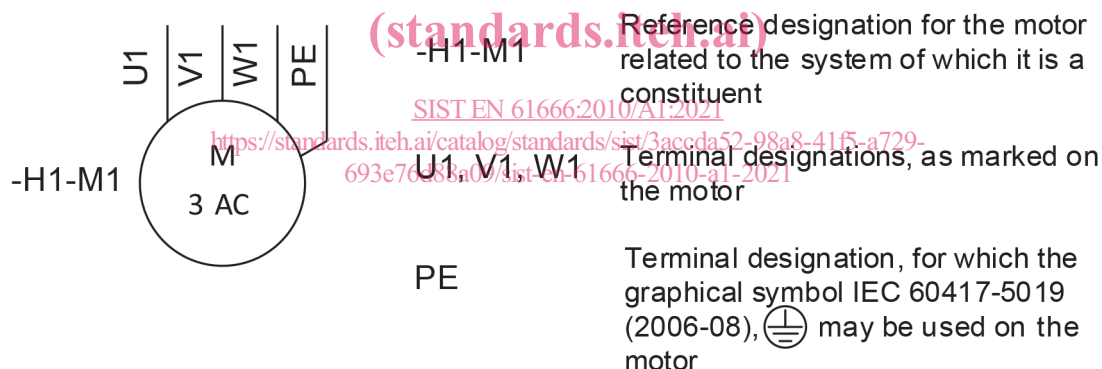 U1
V1
W1
PE
M
3 AC
-H1-M1
(standards.iteh.ai)
SIST EN 61666:2010/A1:2021
https://standards.iteh.ai/catalog/standards/sist/3accda52-98a8-41f5-a729-
693e76d88a09/sist-en-61666-2010-a1-2021
-H1-M1
Reference designation for the motor
related to the system of which it is a
constituent
U1, V1, W1
Terminal designations, as marked on
the motor
PE
Terminal designation, for which the
graphical symbol IEC 60417-5019
(2006-08), may be used on the
motor